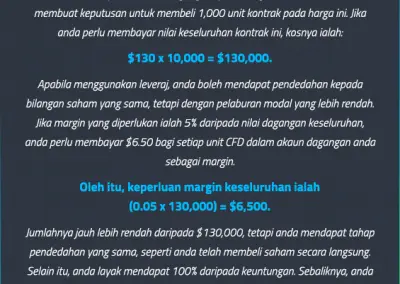 membuat keputusan untuk membeli 1,000 unit kontrak pada harga ini. Jika
anda perlu membayar nilai keseluruhan kontrak ini, kosnya ialah:
$130 x 10,000 = $130,000.
Apabila menggunakan leveraj, anda boleh mendapat pendedahan kepada
bilangan saham yang sama, tetapi dengan pelaburan modal yang lebih rendah.
Jika margin yang diperlukan ialah 5% daripada nilai dagangan keseluruhan,
anda perlu membayar $6.50 bagi setiap unit CFD dalam akaun dagangan anda
sebagai margin.
Oleh itu, keperluan margin keseluruhan ialah
(0.05 x 130,000) = $6,500.
Jumlahnya jauh lebih rendah daripada $130,000, tetapi anda mendapat tahap
pendedahan yang sama, seperti anda telah membeli saham secara langsung.
Selain itu, anda layak mendapat 100% daripada keuntungan. Sebaliknya, anda